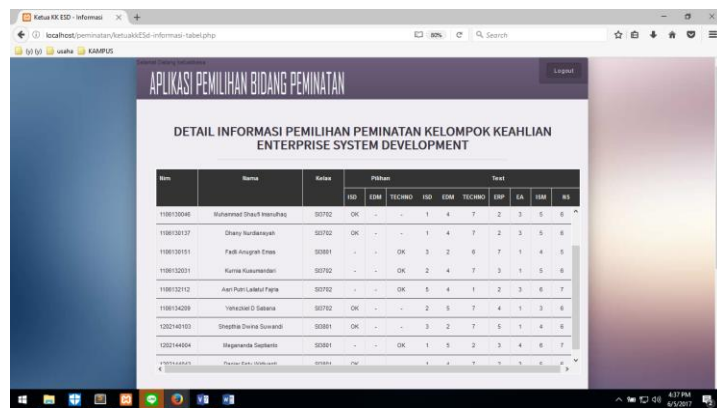 Ketua KK ESD - Informasi
localhost/peminatan/ketuakkESd-informasi-tabel.php
80%
Search
(y) (y) usaha KAMPUS
Logout
APLIKASI PEMILIHAN BIDANG PEMINATAN
DETAIL INFORMASI PEMILIHAN PEMINATAN KELOMPOK KEAHLIAN
ENTERPRISE SYSTEM DEVELOPMENT
Nim Nama Kelas Pilihan Test
ISD EDM TECHNO ISD EDM TECHNO ERP EA ISM NS
1106130046 Muhammad Shaufi Imanulhaq SI3702 OK - - 1 4 7 2 3 5 6
1106130137 Dhany Nurdiansyah SI3702 OK - - 1 4 7 2 3 5 6
1106130151 Fadli Anugrah Emas SI3801 - - OK 3 2 6 7 1 4 5
1106132031 Kurnia Kusumandari SI3702 - - OK 2 4 7 3 1 5 6
1106132112 Asri Putri Lailatul Fajria SI3702 - - OK 5 4 1 2 3 6 7
1106134209 Yehezkiel D Sabana SI3702 OK - - 2 5 7 4 1 3 6
1202140103 Shepthia Dwina Suwandi SI3801 OK - - 3 2 7 5 1 4 6
1202144004 Megananda Septianto SI3801 - - OK 1 5 2 3 4 6 7
4:37 PM
6/5/2017